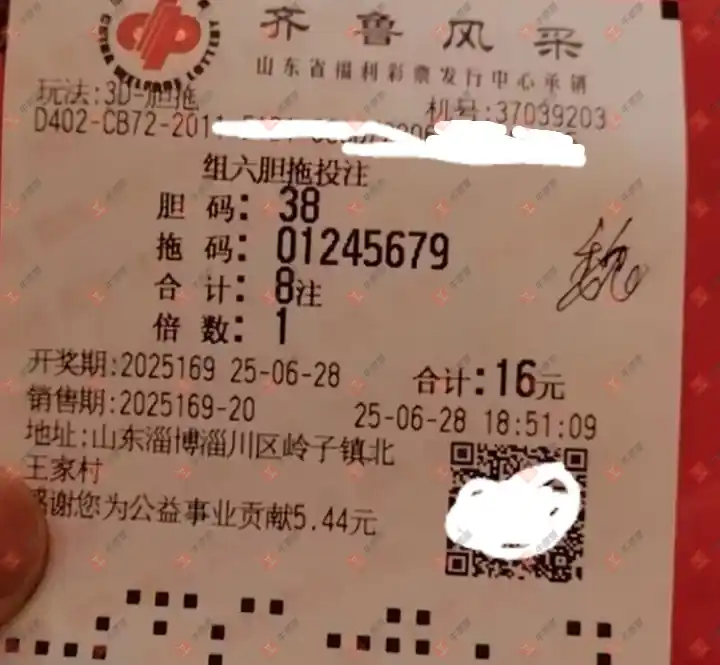 CHINA WELFARE LOTTERY
齐鲁风采
山东省福利彩票发行中心承销
玩法:3D-胆拖
机号:37039203
D402-CB72-2011
组六胆拖投注
胆 码: 38
拖 码: 01245679
合 计: 8注
倍 数: 1
开奖期:2025169 25-06-28 合计:16元
销售期:2025169-20 25-06-28 18:51:09
地址:山东淄博淄川区岭子镇北
王家村
谢您为公益事业贡献5.44元
魏